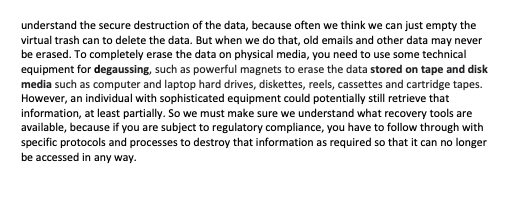 understand the secure destruction of the data, because often we think we can just empty the
virtual trash can to delete the data. But when we do that, old emails and other data may never
be erased. To completely erase the data on physical media, you need to use some technical
equipment for degaussing, such as powerful magnets to erase the data stored on tape and disk
media such as computer and laptop hard drives, diskettes, reels, cassettes and cartridge tapes.
However, an individual with sophisticated equipment could potentially still retrieve that
information, at least partially. So we must make sure we understand what recovery tools are
available, because if you are subject to regulatory compliance, you have to follow through with
specific protocols and processes to destroy that information as required so that it can no longer
be accessed in any way.